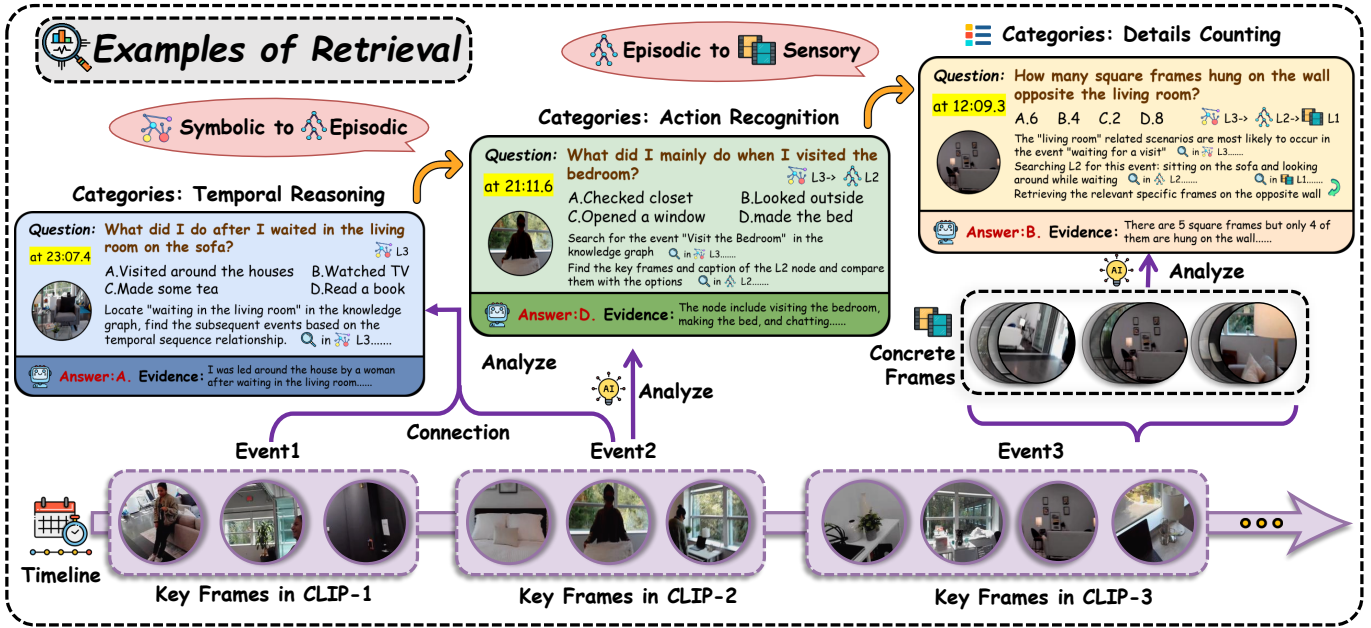 Examples of Retrieval
Symbolic to Episodic
Episodic to Sensory
Categories: Temporal Reasoning
Question: What did I do after I waited in the living
room on the sofa?
at 23:07.4
L3
A.Visited around the houses B.Watched TV
C.Made some tea D.Read a book
Locate "waiting in the living room" in the knowledge
graph, find the subsequent events based on the
temporal sequence relationship. in L3.......
Answer:A. Evidence: I was led around the house by a woman
after waiting in the living room......
Categories: Action Recognition
Question: What did I mainly do when I visited the
bedroom?
at 21:11.6
L3-> L2
A.Checked closet B.Looked outside
C.Opened a window D.made the bed
Search for the event "Visit the Bedroom" in the
knowledge graph in L3.......
Find the key frames and caption of the L2 node and compare
them with the options in L2.......
Answer:D. Evidence: The node include visiting the bedroom,
making the bed, and chatting......
Categories: Details Counting
Question: How many square frames hung on the wall
opposite the living room?
at 12:09.3
A.6 B.4 C.2 D.8 L3-> L2-> L1
The "living room" related scenarios are most likely to occur in
the event "waiting for a visit" in L3......
Searching L2 for this event: sitting on the sofa and looking
around while waiting in L2....... in L1.......
Retrieving the relevant specific frames on the opposite wall
Answer:B. Evidence: There are 5 square frames but only 4 of
them are hung on the wall......
AI
Analyze
Concrete
Frames
Analyze
AI
Analyze
Connection
Event1
Event2
Event3
Timeline
Key Frames in CLIP-1
Key Frames in CLIP-2
Key Frames in CLIP-3